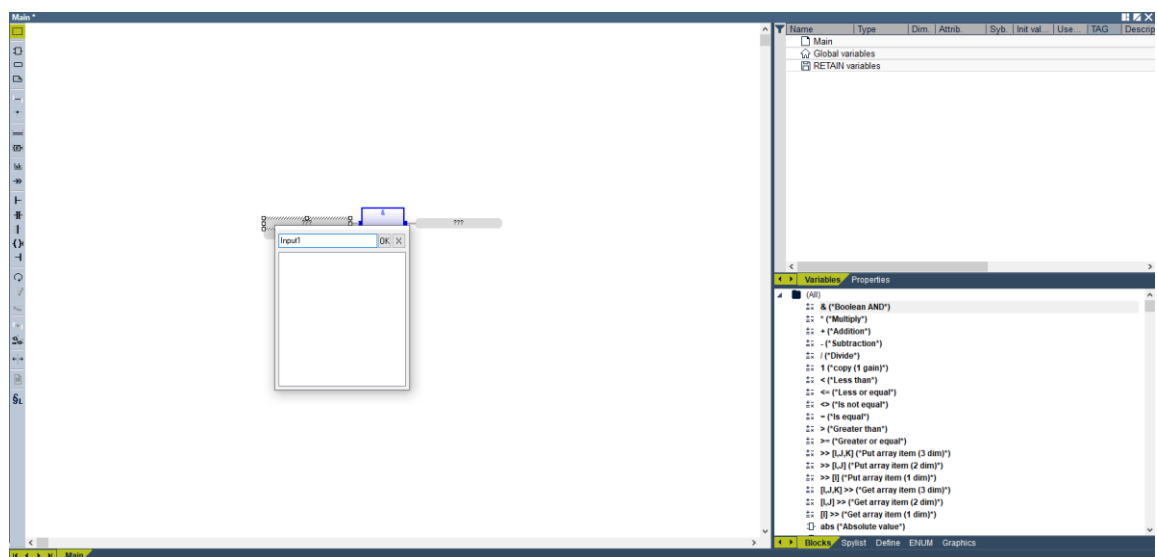 Main *
Name Type Dim. Attrib. Syb. Init val... Use... TAG Descrip
Main
Global variables
RETAIN variables
???
&
???
Input1 OK X
Variables Properties
(All)
& (*Boolean AND*)
* (*Multiply*)
+ (*Addition*)
- (*Subtraction*)
/ (*Divide*)
1 (*copy (1 gain)*)
< (*Less than*)
<= (*Less or equal*)
<> (*Is not equal*)
= (*Is equal*)
> (*Greater than*)
>= (*Greater or equal*)
>> [I,J,K] (*Put array item (3 dim)*)
>> [I,J] (*Put array item (2 dim)*)
>> [i] (*Put array item (1 dim)*)
[I,J,K] >> (*Get array item (3 dim)*)
[I,J] >> (*Get array item (2 dim)*)
[i] >> (*Get array item (1 dim)*)
abs (*Absolute value*)
Blocks Spylist Define ENUM Graphics
Main